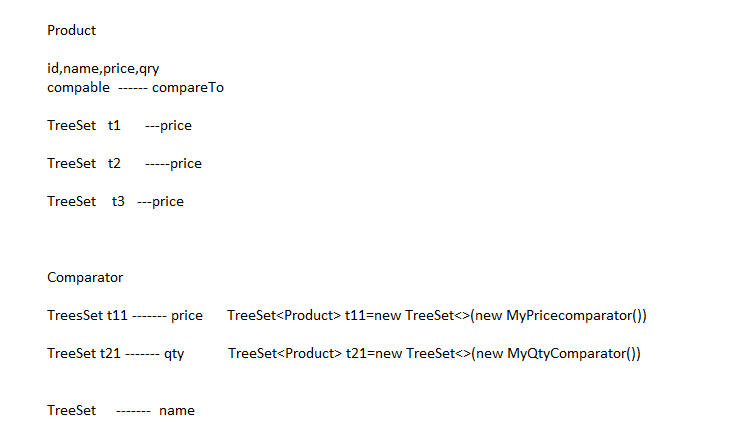 Product
id,name,price,qry
compable ------ compareTo
TreeSet t1 ---price
TreeSet t2 -----price
TreeSet t3 ---price
Comparator
TreesSet t11 ------- price TreeSet<Product> t11=new TreeSet<>(new MyPricecomparator())
TreeSet t21 ------- qty TreeSet<Product> t21=new TreeSet<>(new MyQtyComparator())
TreeSet ------- name